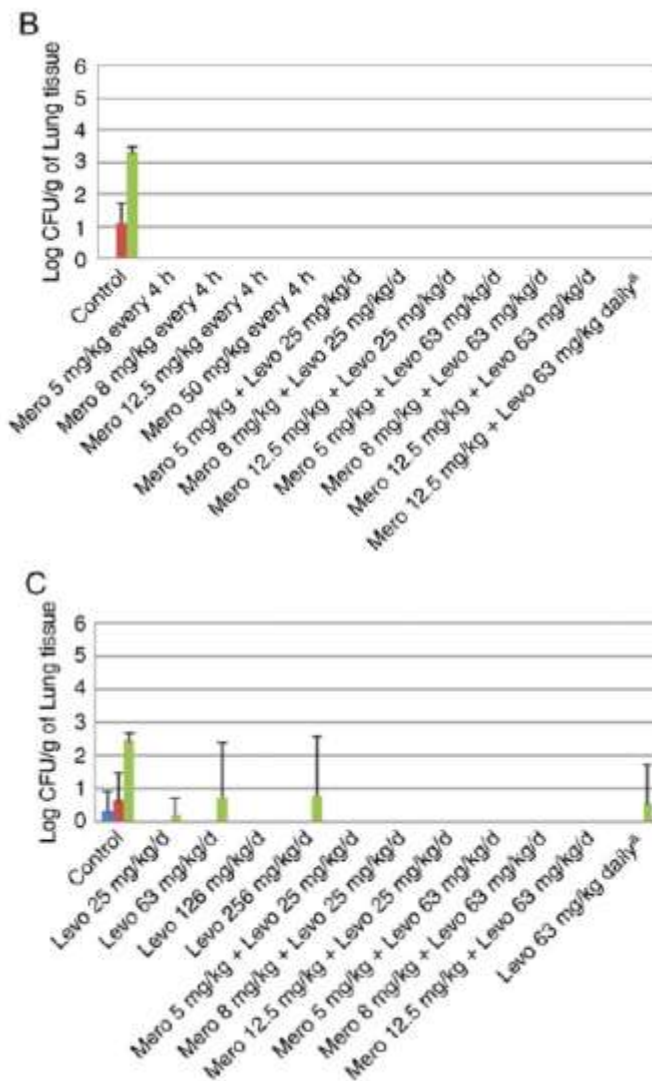 B
Log CFU/g of Lung tissue
6
5
4
3
2
1
0
Control
Mero 5 mg/kg every 4 h
Mero 8 mg/kg every 4 h
Mero 12.5 mg/kg every 4 h
Mero 50 mg/kg every 4 h
Mero 5 mg/kg + Levo 25 mg/kg/d
Mero 8 mg/kg + Levo 25 mg/kg/d
Mero 12.5 mg/kg + Levo 25 mg/kg/d
Mero 5 mg/kg + Levo 63 mg/kg/d
Mero 8 mg/kg + Levo 63 mg/kg/d
Mero 12.5 mg/kg + Levo 63 mg/kg/d
Mero 12.5 mg/kg + Levo 63 mg/kg dailyª
C
Log CFU/g of Lung tissue
6
5
4
3
2
1
0
Control
Levo 25 mg/kg/d
Levo 63 mg/kg/d
Levo 126 mg/kg/d
Levo 256 mg/kg/d
Mero 5 mg/kg + Levo 25 mg/kg/d
Mero 8 mg/kg + Levo 25 mg/kg/d
Mero 12.5 mg/kg + Levo 25 mg/kg/d
Mero 5 mg/kg + Levo 63 mg/kg/d
Mero 8 mg/kg + Levo 63 mg/kg/d
Mero 12.5 mg/kg + Levo 63 mg/kg/d
Levo 63 mg/kg dailyª